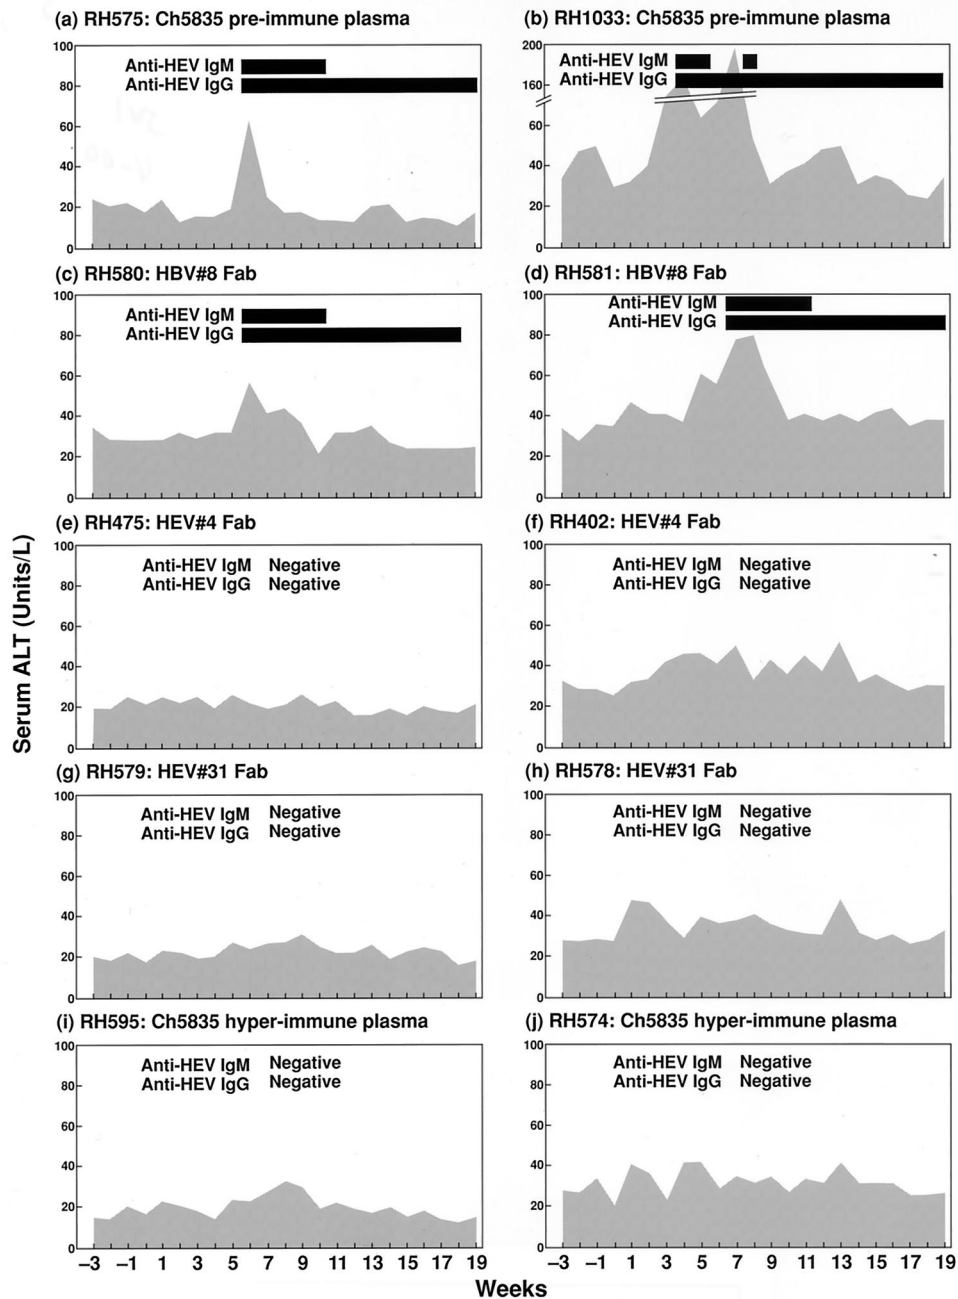 (a) RH575: Ch5835 pre-immune plasma
100
80
60
40
20
0
Anti-HEV IgM
Anti-HEV IgG
(b) RH1033: Ch5835 pre-immune plasma
200
160
60
40
20
0
Anti-HEV IgM
Anti-HEV IgG
(c) RH580: HBV#8 Fab
100
80
60
40
20
0
Anti-HEV IgM
Anti-HEV IgG
(d) RH581: HBV#8 Fab
100
80
60
40
20
0
Anti-HEV IgM
Anti-HEV IgG
Serum ALT (Units/L)
(e) RH475: HEV#4 Fab
100
80
60
40
20
0
Anti-HEV IgM Negative
Anti-HEV IgG Negative
(f) RH402: HEV#4 Fab
100
80
60
40
20
0
Anti-HEV IgM Negative
Anti-HEV IgG Negative
(g) RH579: HEV#31 Fab
100
80
60
40
20
0
Anti-HEV IgM Negative
Anti-HEV IgG Negative
(h) RH578: HEV#31 Fab
100
80
60
40
20
0
Anti-HEV IgM Negative
Anti-HEV IgG Negative
(i) RH595: Ch5835 hyper-immune plasma
100
80
60
40
20
0
Anti-HEV IgM Negative
Anti-HEV IgG Negative
–3 –1 1 3 5 7 9 11 13 15 17 19
(j) RH574: Ch5835 hyper-immune plasma
100
80
60
40
20
0
Anti-HEV IgM Negative
Anti-HEV IgG Negative
–3 –1 1 3 5 7 9 11 13 15 17 19
Weeks